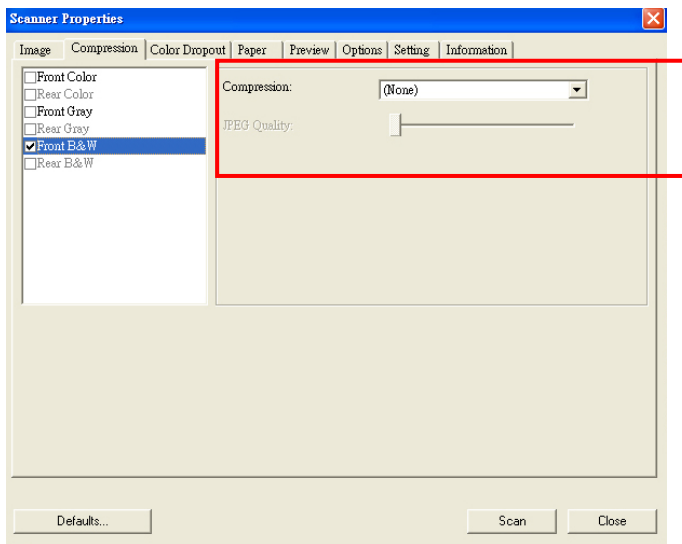 Scanner Properties
Image Compression Color Dropout Paper Preview Options Setting Information
Front Color
Rear Color
Front Gray
Rear Gray
Front B&W
Rear B&W
Compression: (None)
JPEG Quality:
Defaults... Scan Close